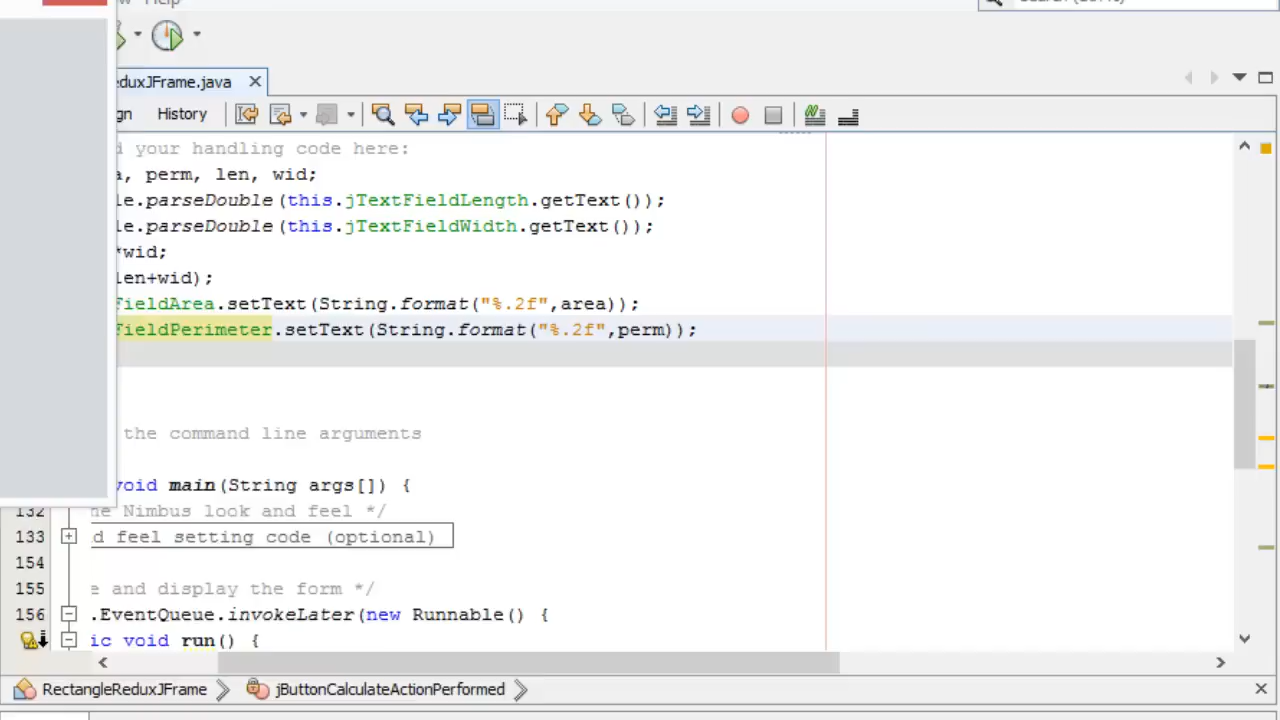 Help
duxJFrame.java
gn History
d your handling code here:
a, perm, len, wid;
le.parseDouble(this.jTextFieldLength.getText());
le.parseDouble(this.jTextFieldWidth.getText());
*wid;
len+wid);
FieldArea.setText(String.format("%.2f",area));
FieldPerimeter.setText(String.format("%.2f",perm));
the command line arguments
void main(String args[]) {
132 he Nimbus look and feel */
133 d feel setting code (optional)
154
155 e and display the form */
156 .EventQueue.invokeLater(new Runnable() {
ic void run() {
RectangleReduxJFrame jButtonCalculateActionPerformed